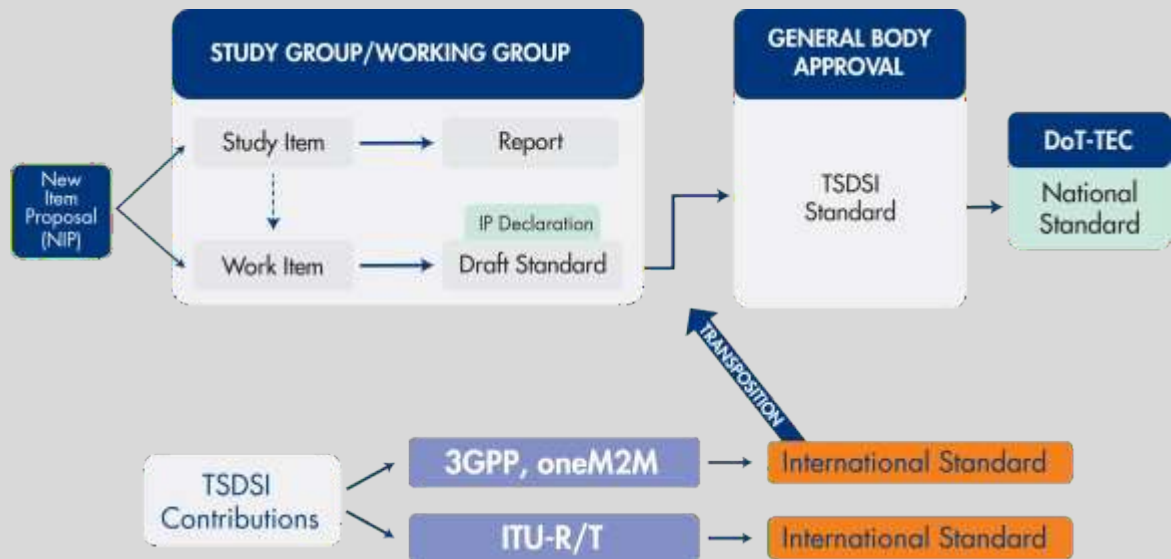 STUDY GROUP/WORKING GROUP
GENERAL BODY
APPROVAL
New
Item
Proposal
(NIP)
Study Item
Report
IP Declaration
Work Item
Draft Standard
TSDSI
Standard
DoT-TEC
National
Standard
TRANSPOSITION
TSDSI
Contributions
3GPP, oneM2M
International Standard
ITU-R/T
International Standard